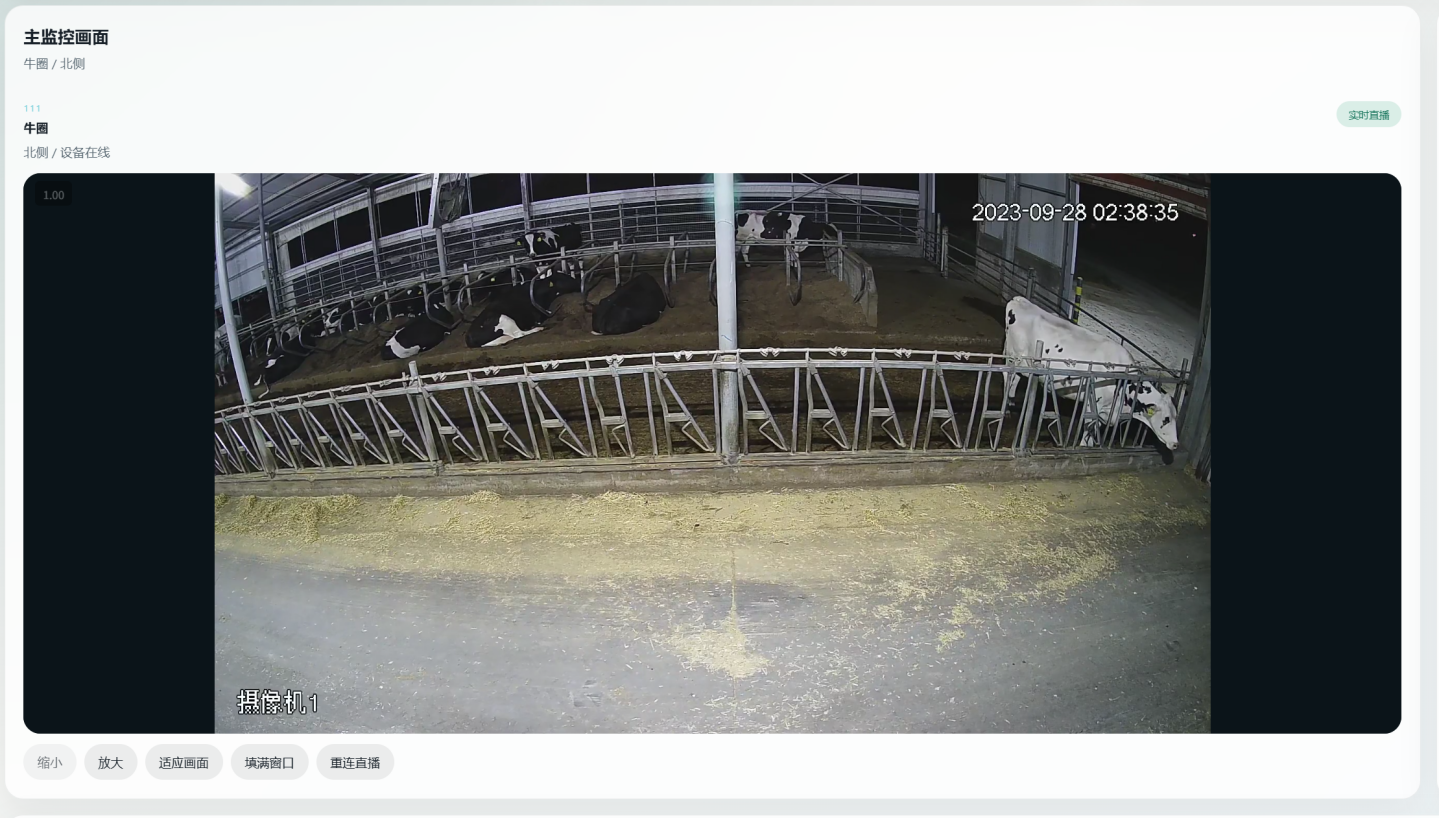 主监控画面
牛圈 / 北侧
111
牛圈
实时直播
北侧 / 设备在线
1.00
2023-09-28 02:38:35
摄像机1
缩小
放大
适应画面
填满窗口
重连直播